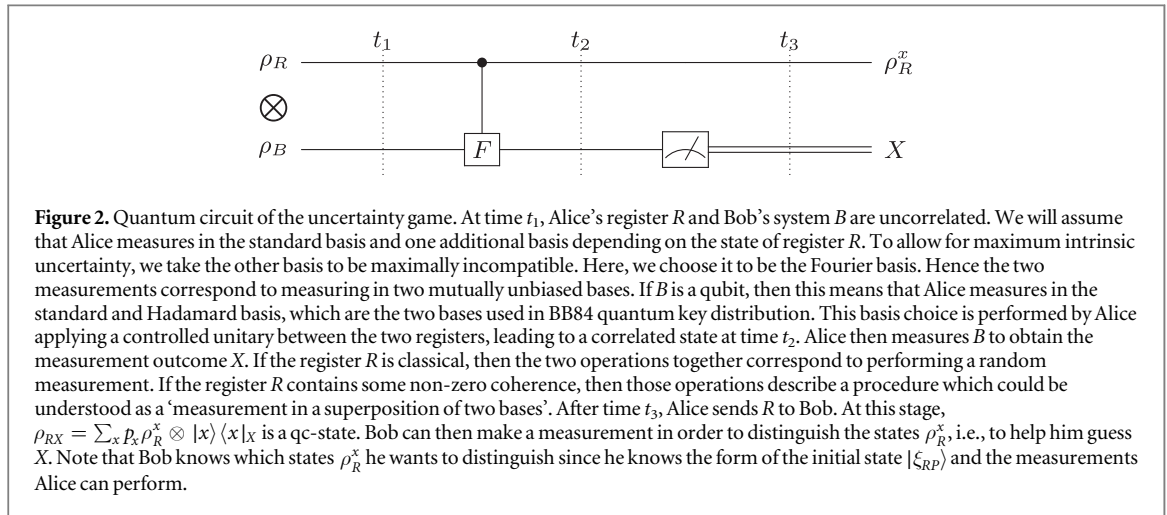 t₁ t₂ t₃
ρ_R ρ_R^x
⊗
ρ_B F X
Figure 2. Quantum circuit of the uncertainty game. At time t₁, Alice's register R and Bob's system B are uncorrelated. We will assume
that Alice measures in the standard basis and one additional basis depending on the state of register R. To allow for maximum intrinsic
uncertainty, we take the other basis to be maximally incompatible. Here, we choose it to be the Fourier basis. Hence the two
measurements correspond to measuring in two mutually unbiased bases. If B is a qubit, then this means that Alice measures in the
standard and Hadamard basis, which are the two bases used in BB84 quantum key distribution. This basis choice is performed by Alice
applying a controlled unitary between the two registers, leading to a correlated state at time t₂. Alice then measures B to obtain the
measurement outcome X. If the register R is classical, then the two operations together correspond to performing a random
measurement. If the register R contains some non-zero coherence, then those operations describe a procedure which could be
understood as a 'measurement in a superposition of two bases'. After time t₃, Alice sends R to Bob. At this stage,
ρ_RX = ∑_x p_x ρ_R^x ⊗ |x⟩⟨x|_X is a qc-state. Bob can then make a measurement in order to distinguish the states ρ_R^x, i.e., to help him guess
X. Note that Bob knows which states ρ_R^x he wants to distinguish since he knows the form of the initial state |ξ_RP⟩ and the measurements
Alice can perform.